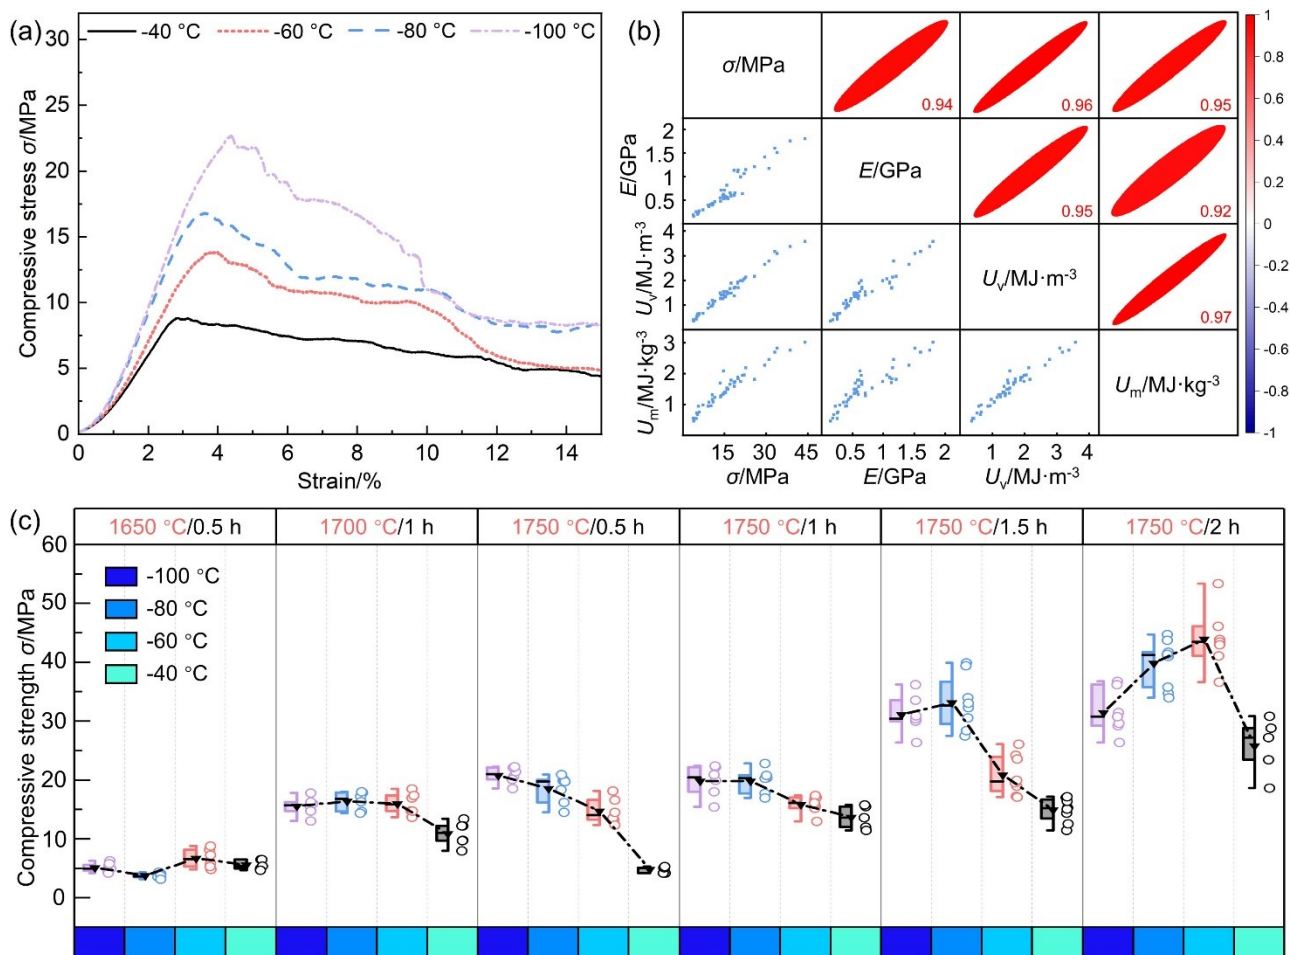 (a)
-40 °C -60 °C -80 °C -100 °C
30
25
20
15
10
5
0
Compressive stress σ/MPa
0 2 4 6 8 10 12 14
Strain/%
(b)
σ/MPa
0.94
0.96
0.95
E/GPa
2
1.5
1
0.5
E/GPa
0.95
0.92
U_v/MJ·m⁻³
4
3
2
1
U_v/MJ·m⁻³
0.97
U_m/MJ·kg⁻³
3
2
1
U_m/MJ·kg⁻³
15 30 45
0.5 1 1.5 2
1 2 3 4
σ/MPa
E/GPa
U_v/MJ·m⁻³
1
0.8
0.6
0.4
0.2
0
-0.2
-0.4
-0.6
-0.8
-1
(c)
1650 °C/0.5 h 1700 °C/1 h 1750 °C/0.5 h 1750 °C/1 h 1750 °C/1.5 h 1750 °C/2 h
60
50
40
30
20
10
0
Compressive strength σ/MPa
-100 °C
-80 °C
-60 °C
-40 °C